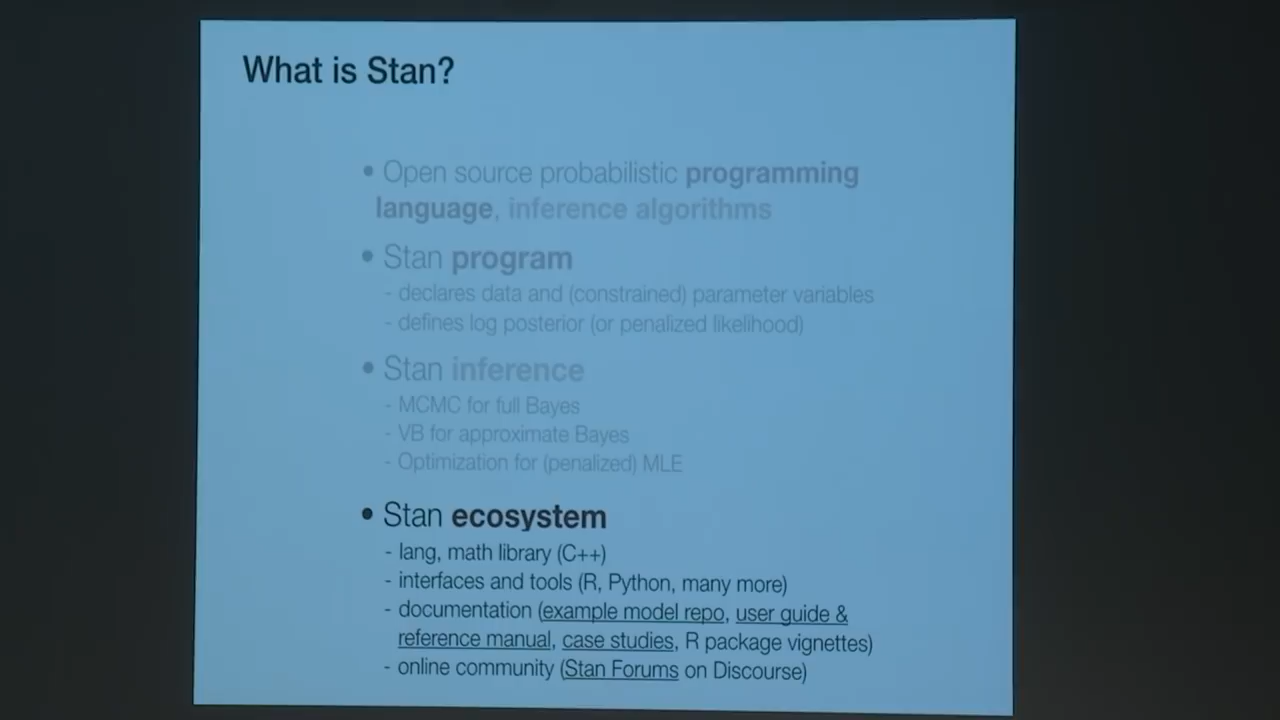 What is Stan?
• Open source probabilistic programming
language, inference algorithms
• Stan program
- declares data and (constrained) parameter variables
- defines log posterior (or penalized likelihood)
• Stan inference
- MCMC for full Bayes
- VB for approximate Bayes
- Optimization for (penalized) MLE
• Stan ecosystem
- lang, math library (C++)
- interfaces and tools (R, Python, many more)
- documentation (example model repo, user guide &
reference manual, case studies, R package vignettes)
- online community (Stan Forums on Discourse)